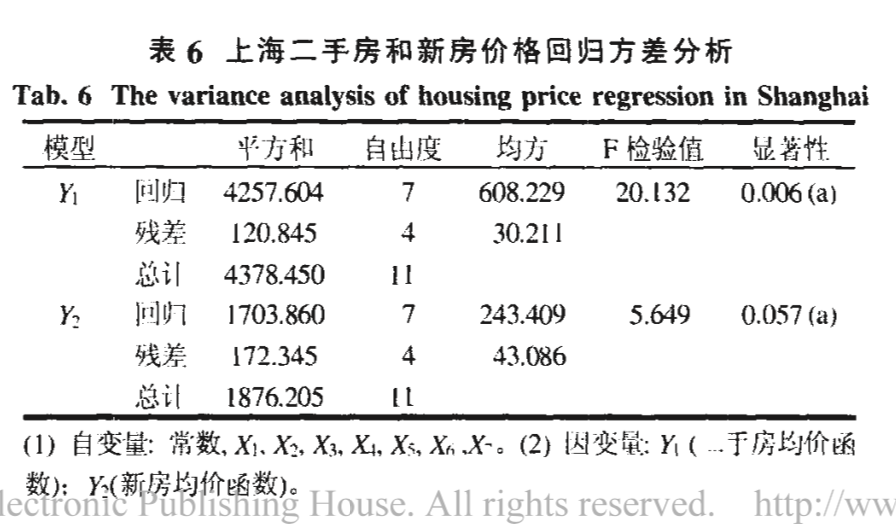 表 6 上海二手房和新房价格回归方差分析
Tab. 6 The variance analysis of housing price regression in Shanghai
模型 平方和 自由度 均方 F 检验值 显著性
Y1 回归 4257.604 7 608.229 20.132 0.006 (a)
残差 120.845 4 30.211
总计 4378.450 11
Y2 回归 1703.860 7 243.409 5.649 0.057 (a)
残差 172.345 4 43.086
总计 1876.205 11
(1) 自变量: 常数, X1, X2, X3, X4, X5, X6, X7。(2) 因变量: Y1 (二手房均价函
数); Y2(新房均价函数)。
lectronic Publishing House. All rights reserved. http://ww